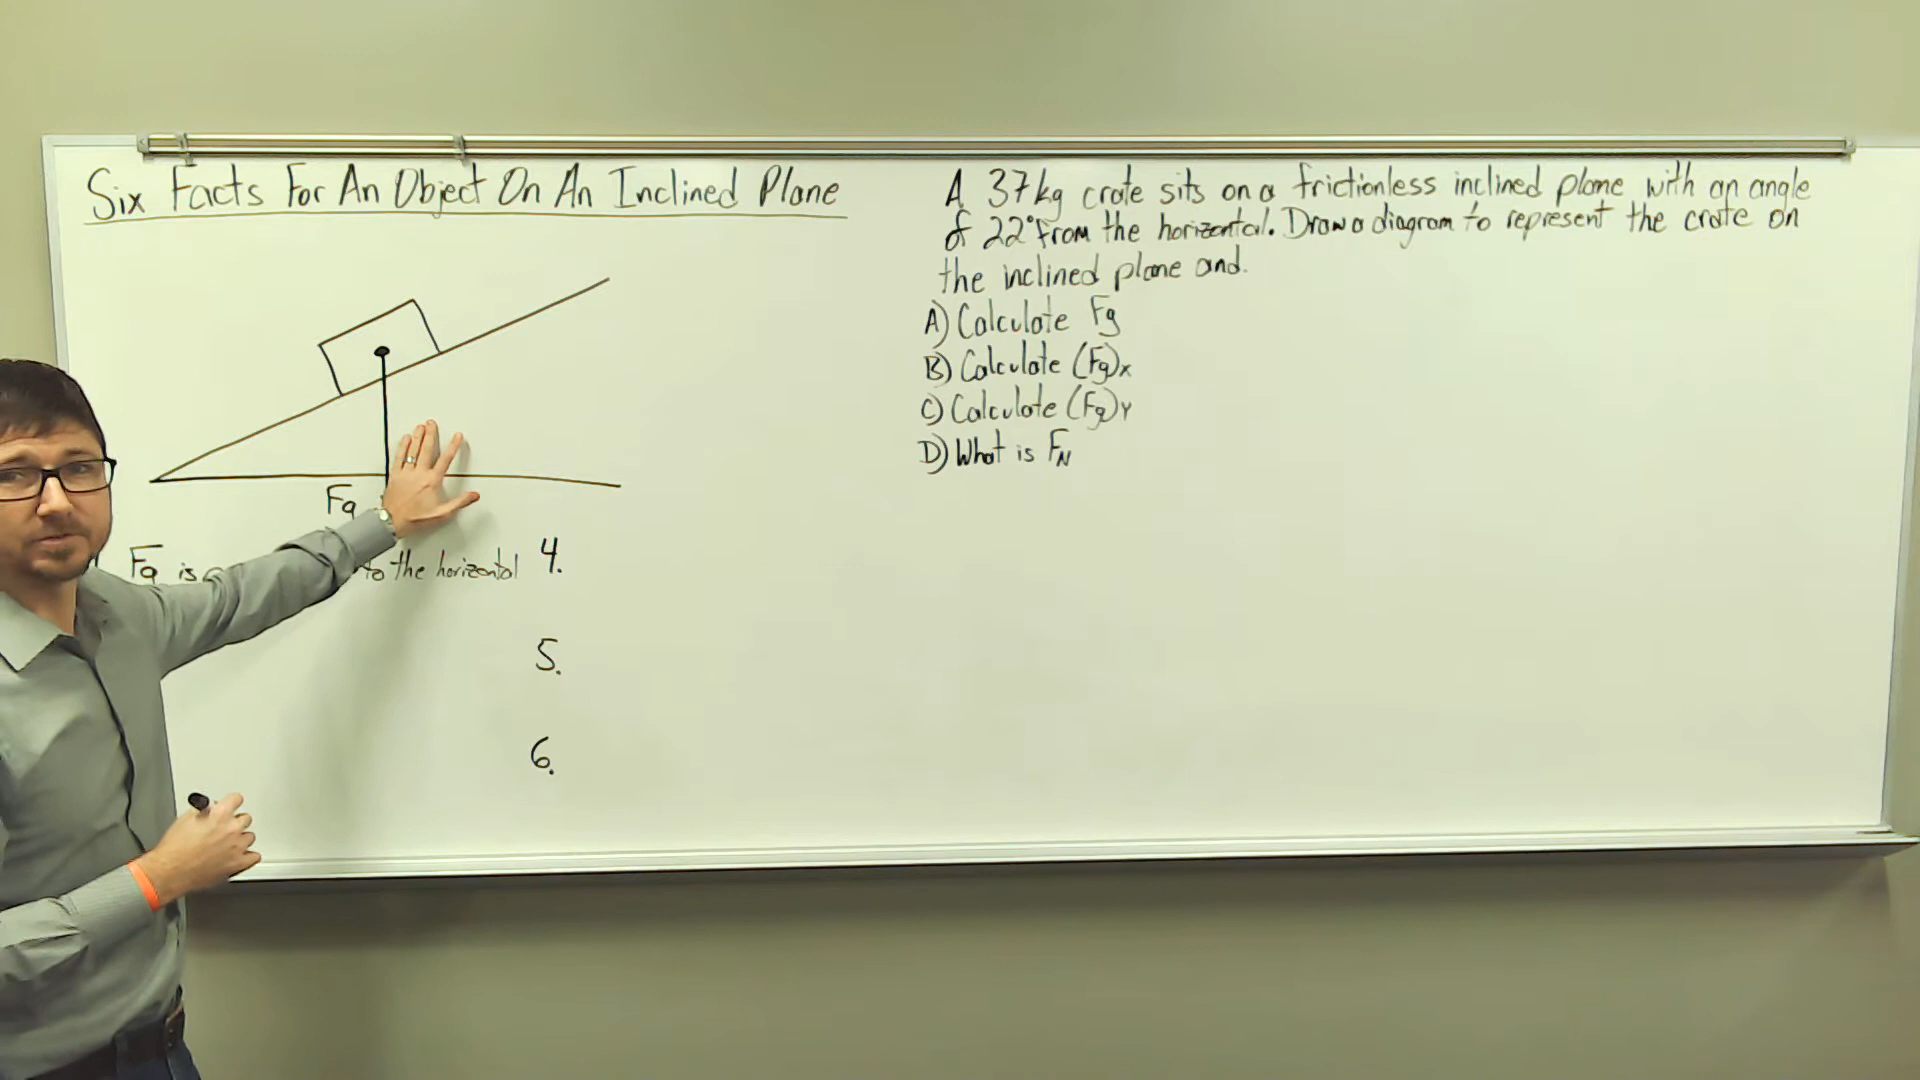 Six Facts For An Object On An Inclined Plane
Fg
Fg is to the horizontal
4.
5.
6.
A 37kg crate sits on a frictionless inclined plane with an angle
of 22° from the horizontal. Draw a diagram to represent the crate on
the inclined plane and.
A) Calculate Fg
B) Calculate (Fg)x
C) Calculate (Fg)y
D) What is FN